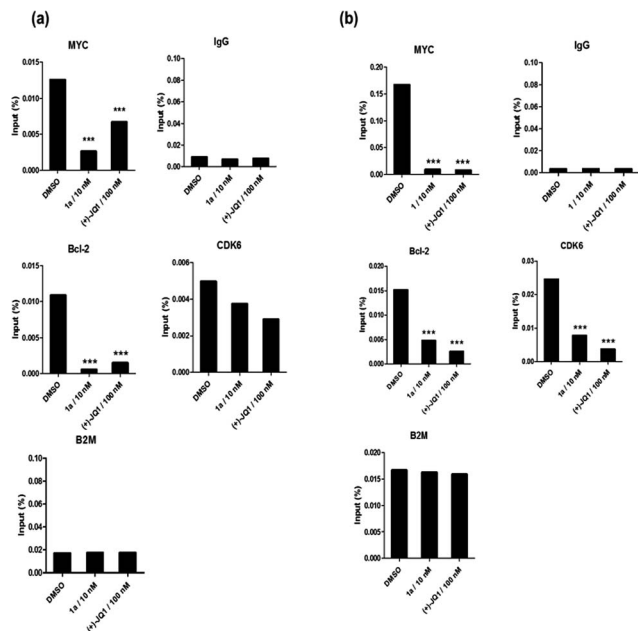 (a)
MYC
Input (%)
0.015
0.010
0.005
0.000
***
***
DMSO
1a / 10 nM
(+)-JQ1 / 100 nM
IgG
Input (%)
0.10
0.08
0.06
0.04
0.02
0.00
DMSO
1a / 10 nM
(+)-JQ1 / 100 nM
Bcl-2
Input (%)
0.015
0.010
0.005
0.000
***
***
DMSO
1a / 10 nM
(+)-JQ1 / 100 nM
CDK6
Input (%)
0.006
0.004
0.002
0.000
DMSO
1a / 10 nM
(+)-JQ1 / 100 nM
B2M
Input (%)
0.10
0.08
0.06
0.04
0.02
0.00
DMSO
1a / 10 nM
(+)-JQ1 / 100 nM
(b)
MYC
Input (%)
0.20
0.15
0.10
0.05
0.00
***
***
DMSO
1 / 10 nM
(+)-JQ1 / 100 nM
IgG
Input (%)
0.10
0.08
0.06
0.04
0.02
0.00
DMSO
1 / 10 nM
(+)-JQ1 / 100 nM
Bcl-2
Input (%)
0.020
0.015
0.010
0.005
0.000
***
***
DMSO
1a / 10 nM
(+)-JQ1 / 100 nM
CDK6
Input (%)
0.03
0.02
0.01
0.00
***
***
DMSO
1a / 10 nM
(+)-JQ1 / 100 nM
B2M
Input (%)
0.020
0.015
0.010
0.005
0.000
DMSO
1a / 10 nM
(+)-JQ1 / 100 nM